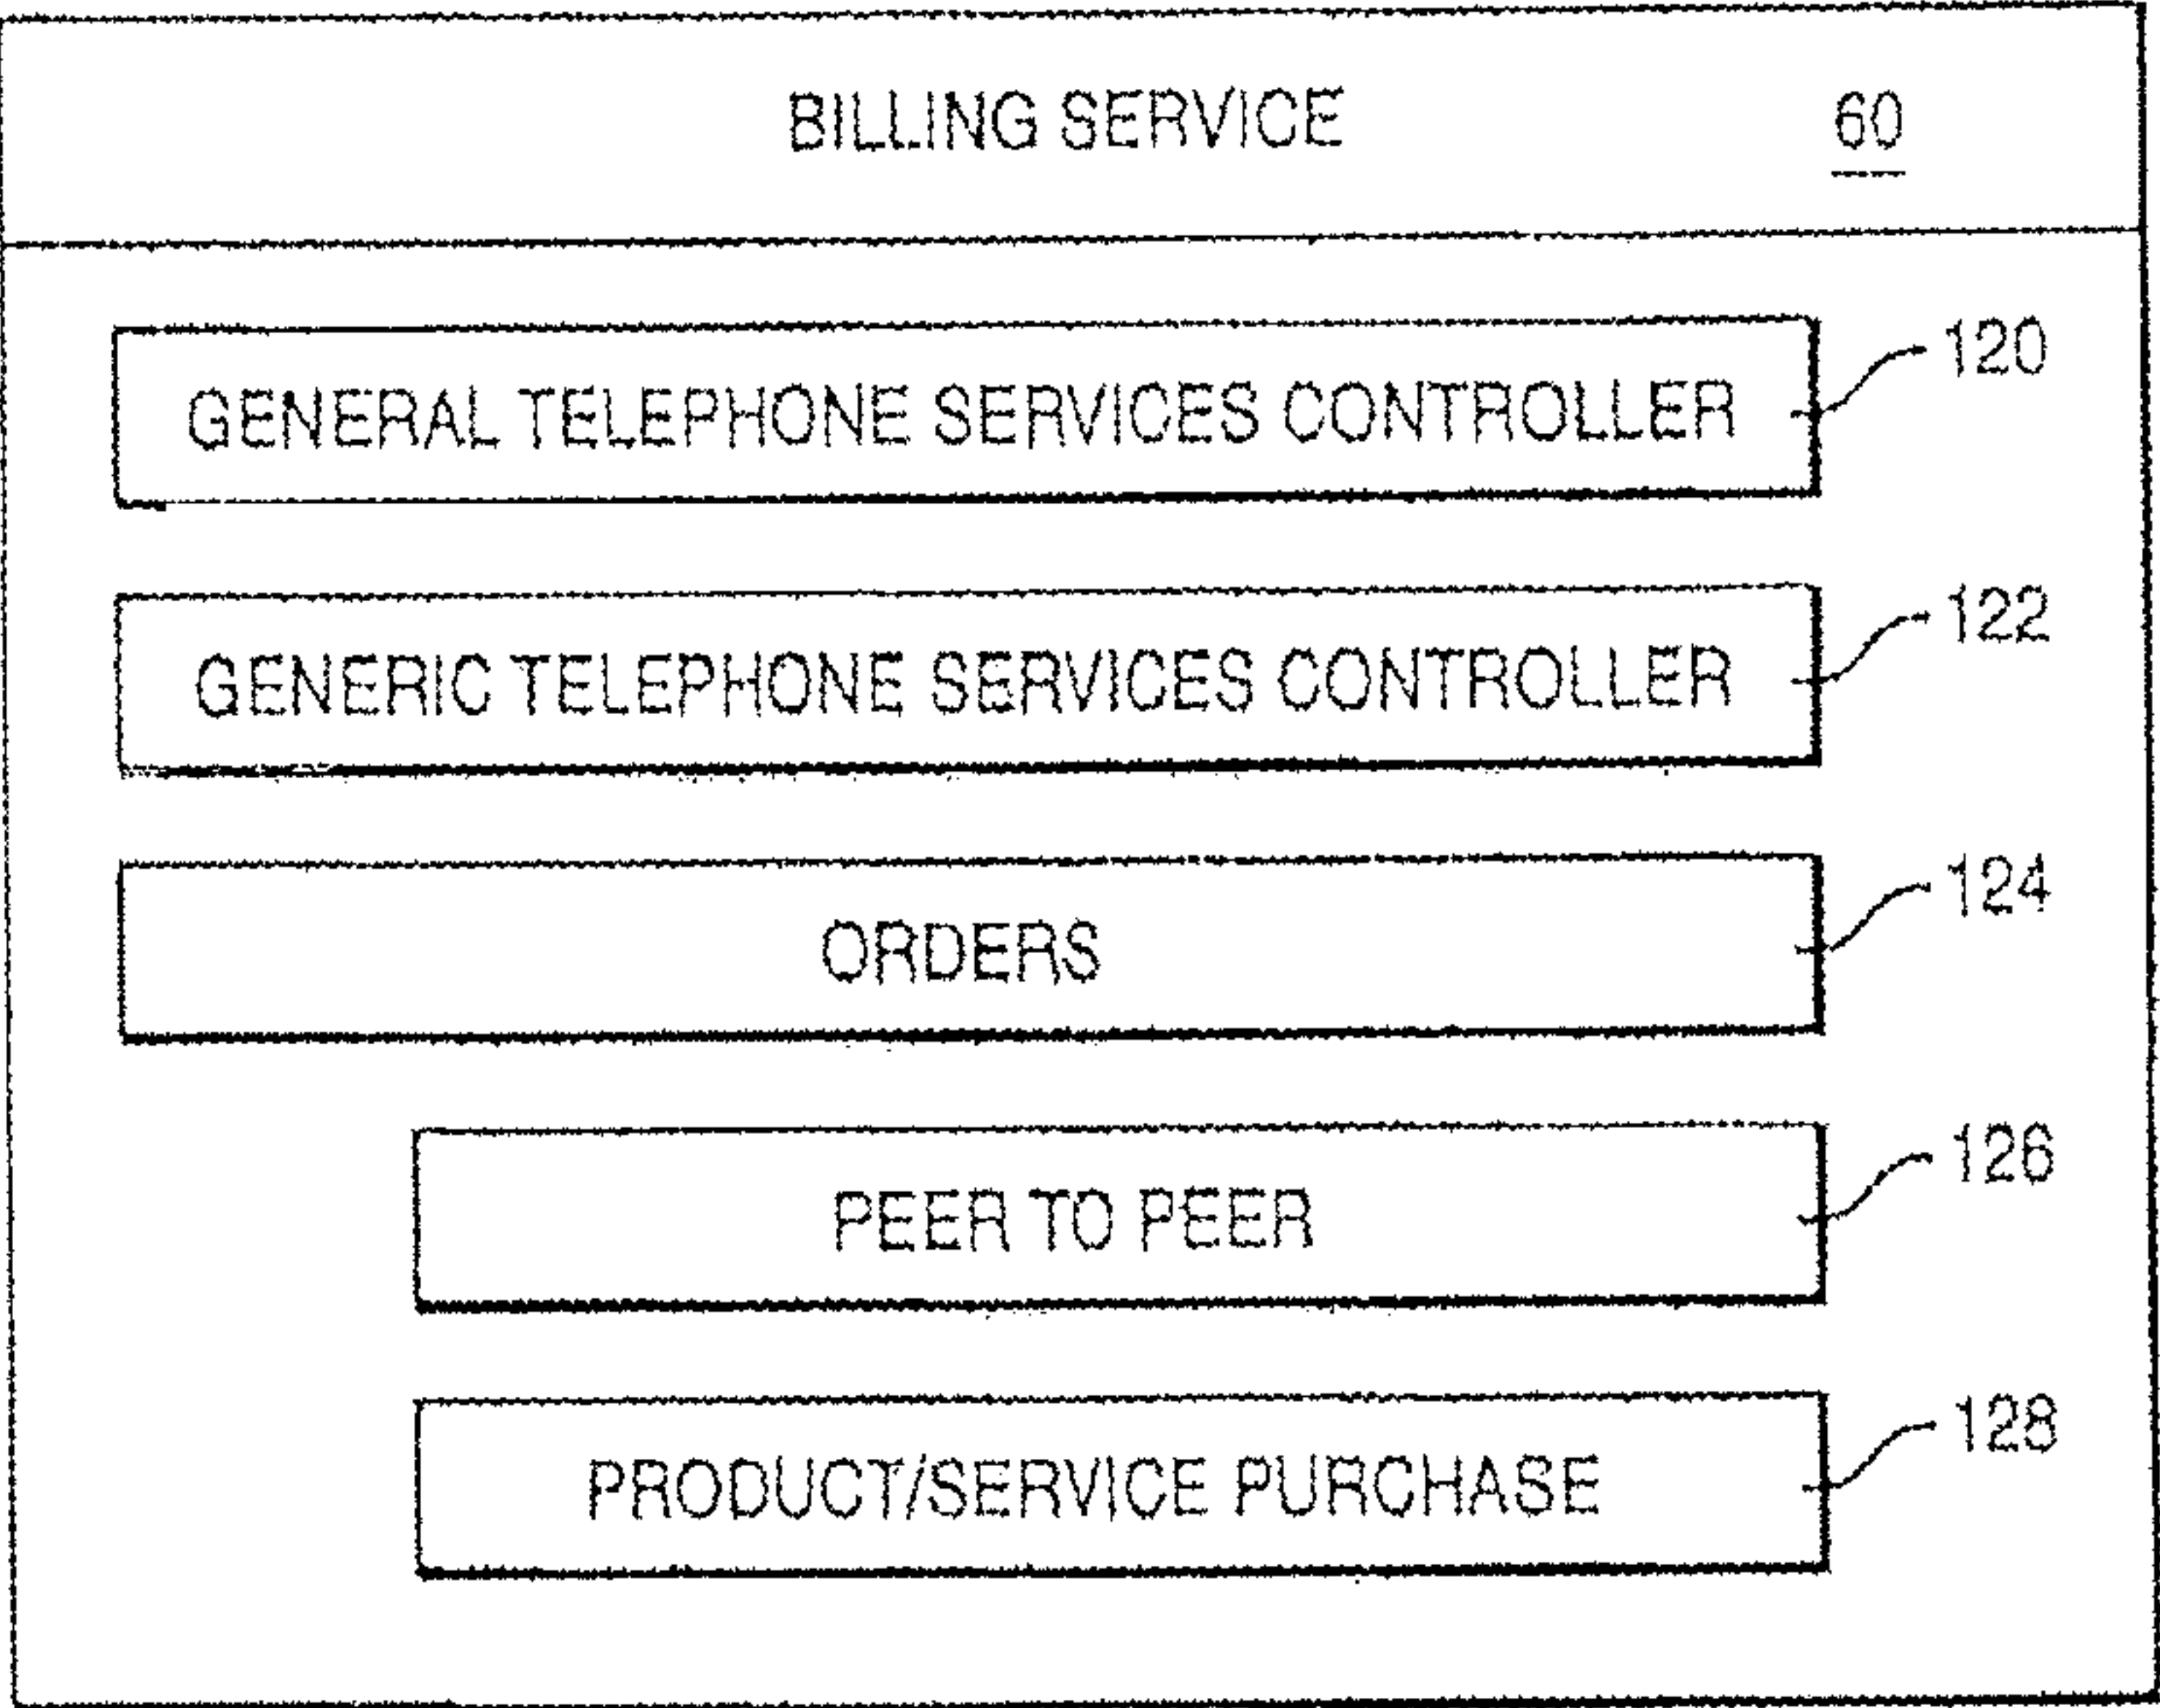 BILLING SERVICE 60
GENERAL TELEPHONE SERVICES CONTROLLER 120
GENERIC TELEPHONE SERVICES CONTROLLER 122
ORDERS 124
PEER TO PEER 126
PRODUCT/SERVICE PURCHASE 128